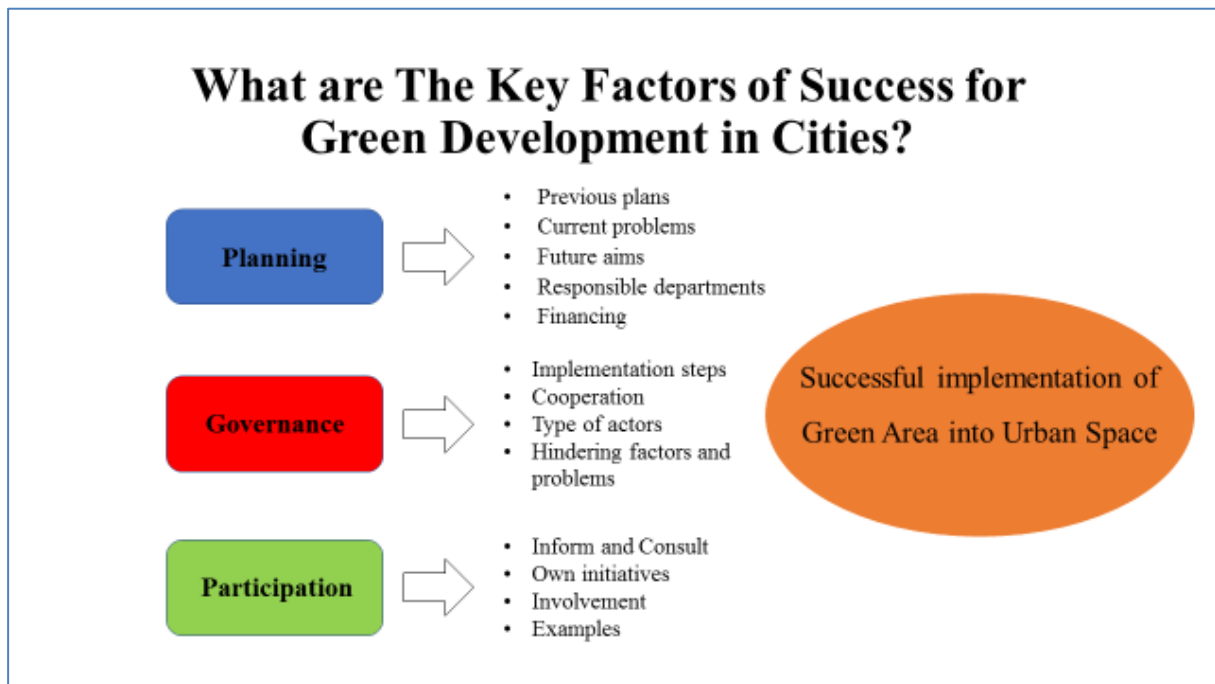 What are The Key Factors of Success for
Green Development in Cities?
Planning
• Previous plans
• Current problems
• Future aims
• Responsible departments
• Financing
Governance
• Implementation steps
• Cooperation
• Type of actors
• Hindering factors and
problems
Participation
• Inform and Consult
• Own initiatives
• Involvement
• Examples
Successful implementation of
Green Area into Urban Space